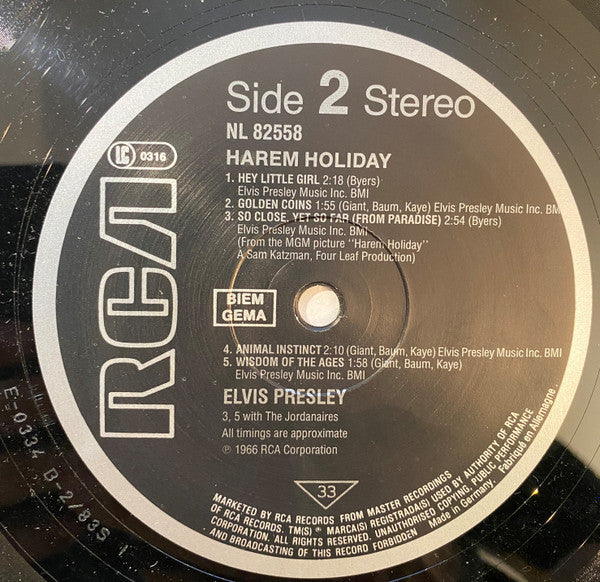 Side 2 Stereo
NL 82558
HAREM HOLIDAY
LC 0316
RCA
1. HEY LITTLE GIRL 2:18 (Byers)
Elvis Presley Music Inc. BMI
2. GOLDEN COINS 1:55 (Giant, Baum, Kaye) Elvis Presley Music Inc. BM
3. SO CLOSE, YET SO FAR (FROM PARADISE) 2:54 (Byers)
Elvis Presley Music Inc. BMI
(From the MGM picture "Harem Holiday"
A Sam Katzman, Four Leaf Production)
BIEM
GEMA
4. ANIMAL INSTINCT 2:10 (Giant, Baum, Kaye) Elvis Presley Music Inc. BMI
5. WISDOM OF THE AGES 1:58 (Giant, Baum, Kaye)
Elvis Presley Music Inc. BMI
ELVIS PRESLEY
3, 5 with The Jordanaires
All timings are approximate
℗ 1966 RCA Corporation
33
MARKETED BY RCA RECORDS FROM MASTER RECORDINGS
OF RCA RECORDS. TM(S)® MARCA(S) REGISTRADA(S) USED BY AUTHORITY OF RCA
CORPORATION. ALL RIGHTS RESERVED. UNAUTHORISED COPYING, PUBLIC PERFORMANCE
AND BROADCASTING OF THIS RECORD FORBIDDEN
Made in Germany. Fabriqué en Allemagne
E-0334 B-2/83S 1